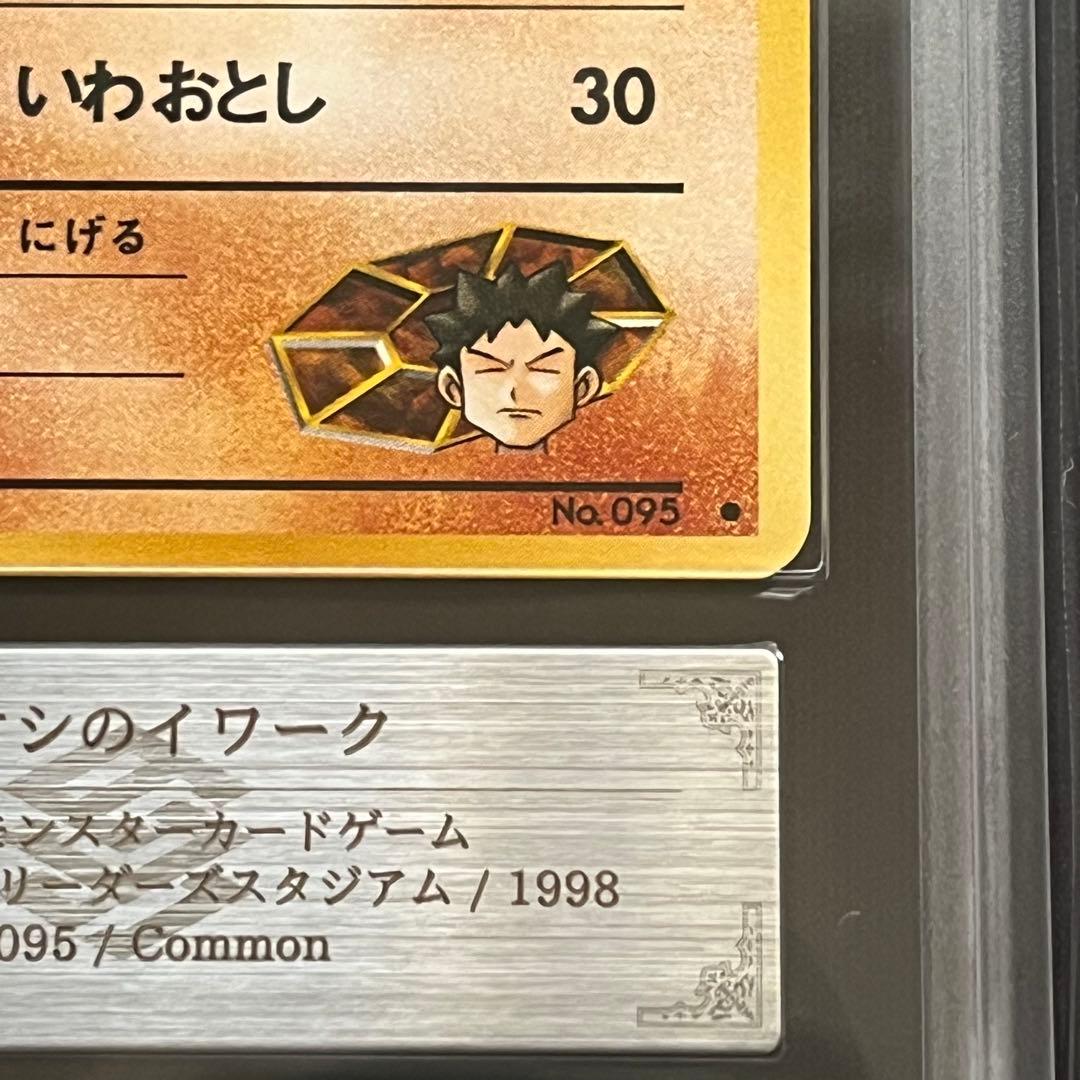 いわおとし 30
にげる
No. 095 ●
シのイワーク
ンスターカードゲーム
リーダーズスタジアム / 1998
095 / Common